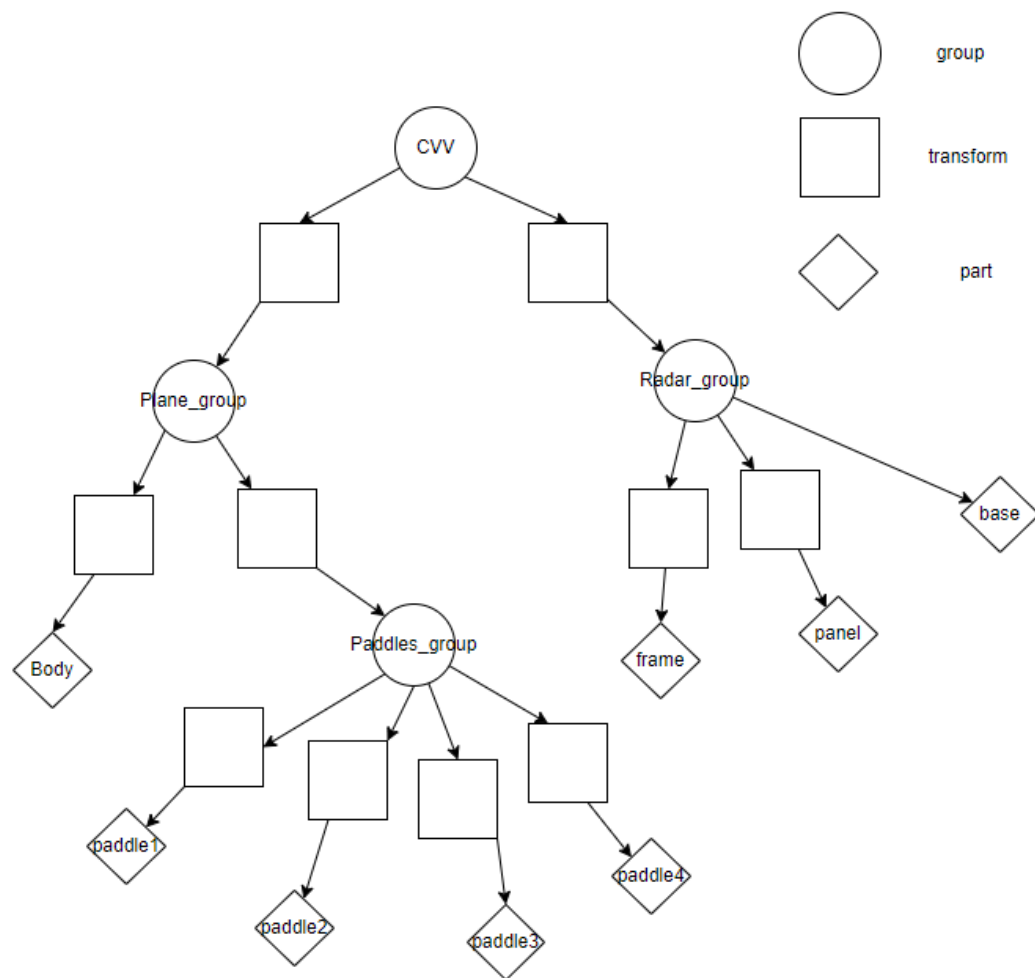 group
CVV
transform
part
Plane_group
Radar_group
base
Body
Paddles_group
frame
panel
paddle1
paddle4
paddle2
paddle3